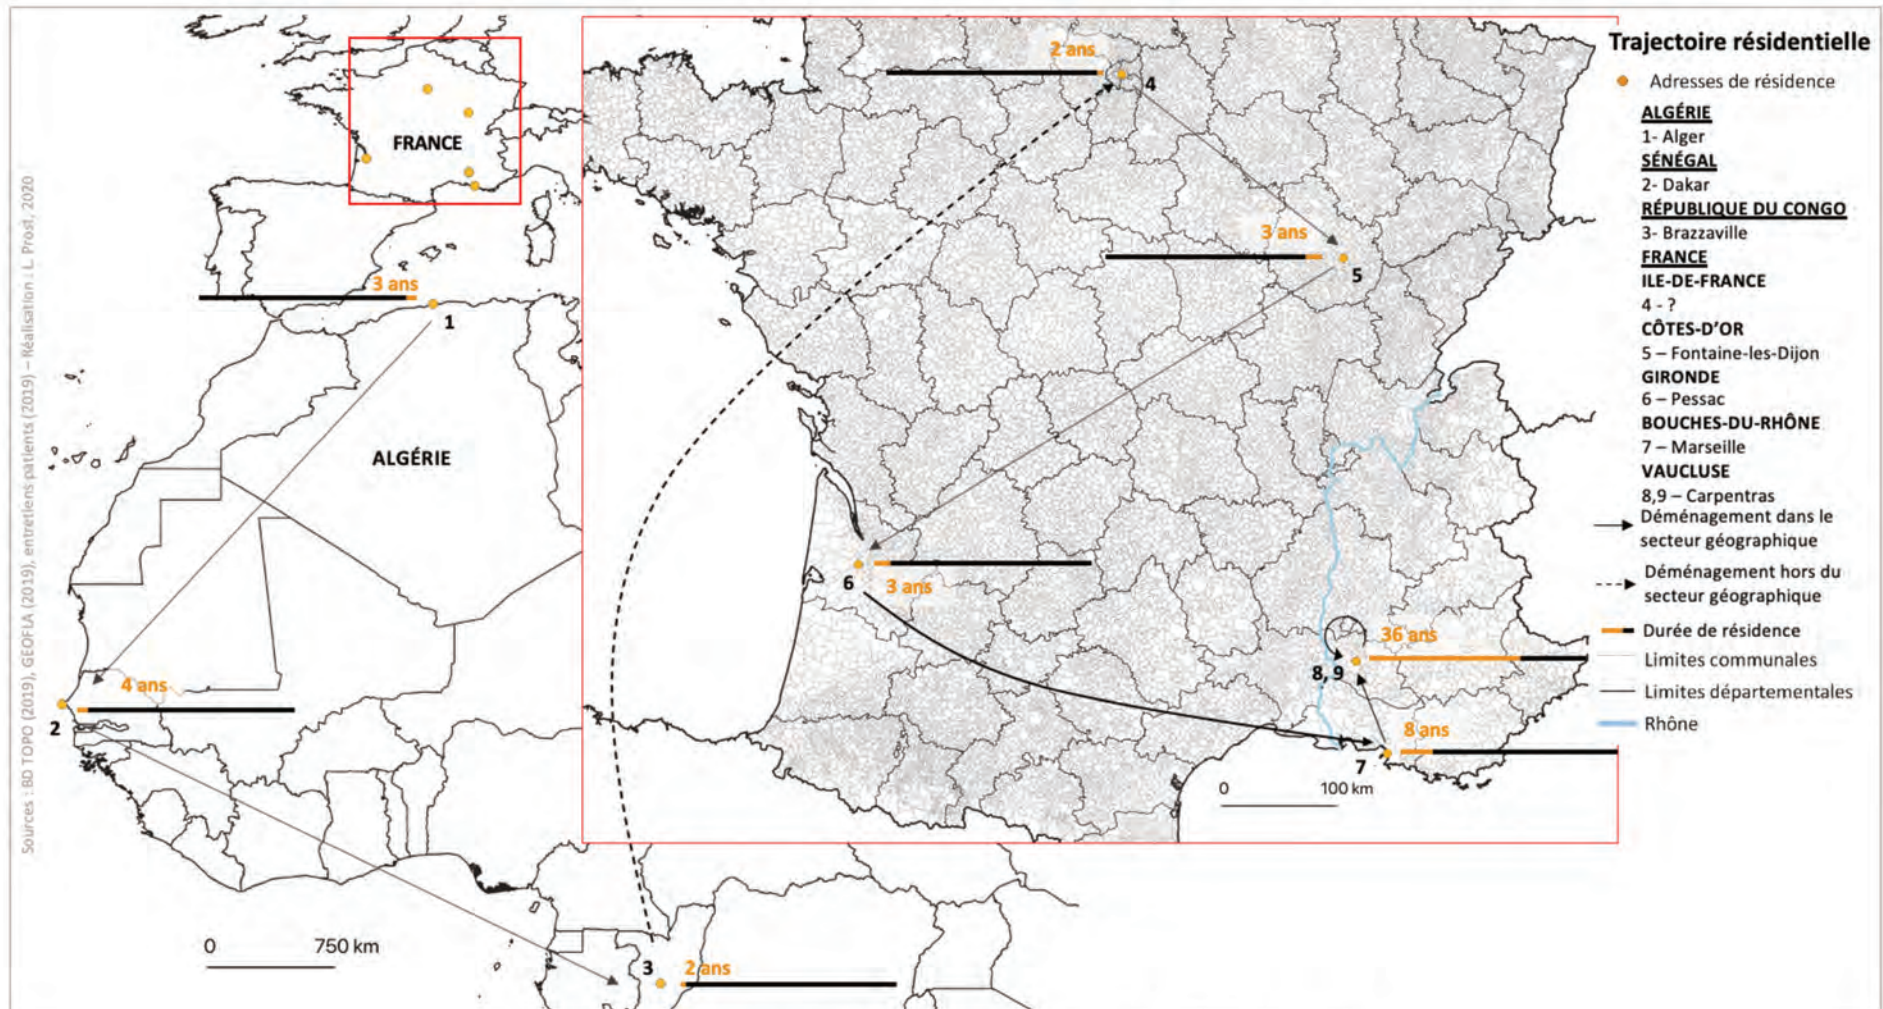 Sources : BD TOPO (2019), GEOFLA (2019), entretiens patients (2019) – Réalisation : L. Prost, 2020
FRANCE
3 ans
1
ALGÉRIE
4 ans
2
0 750 km
3
2 ans
2 ans
4
3 ans
5
6
3 ans
36 ans
8, 9
8 ans
7
0 100 km
Trajectoire résidentielle
Adresses de résidence
ALGÉRIE
1- Alger
SÉNÉGAL
2- Dakar
RÉPUBLIQUE DU CONGO
3- Brazzaville
FRANCE
ILE-DE-FRANCE
4 - ?
CÔTES-D'OR
5 – Fontaine-les-Dijon
GIRONDE
6 – Pessac
BOUCHES-DU-RHÔNE
7 – Marseille
VAUCLUSE
8,9 – Carpentras
Déménagement dans le
secteur géographique
Déménagement hors du
secteur géographique
Durée de résidence
Limites communales
Limites départementales
Rhône